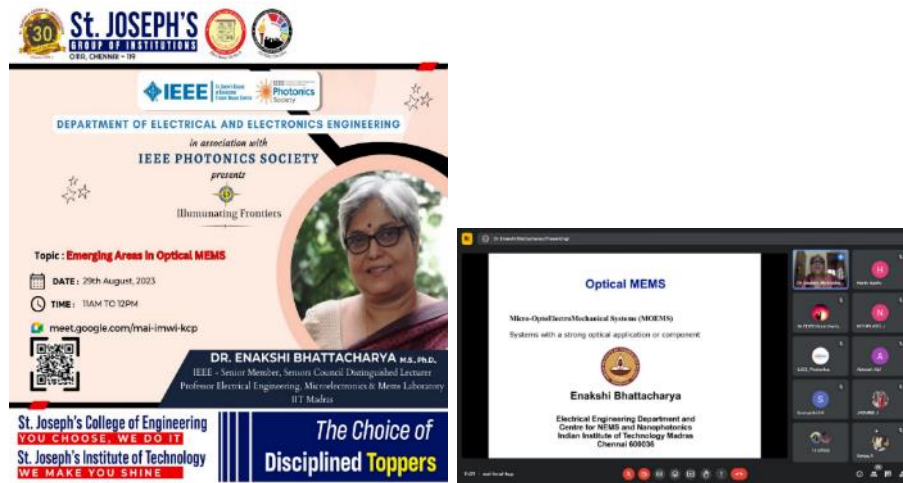 30
St. JOSEPH'S
GROUP OF INSTITUTIONS
OMR, CHENNAI - 119
IEEE
IEEE
Photonics
Society
DEPARTMENT OF ELECTRICAL AND ELECTRONICS ENGINEERING
in association with
IEEE PHOTONICS SOCIETY
presents
Illumunating Frontiers
Topic : Emerging Areas in Optical MEMS
DATE : 29th August, 2023
TIME : 11AM TO 12PM
meet.google.com/mai-imwi-kcp
DR. ENAKSHI BHATTACHARYA M.S., Ph.D.,
IEEE - Senior Member, Sensors Council Distinguished Lecturer
Professor Electrical Engineering, Microelectronics & Mems Laboratory
IIT Madras
St. Joseph's College of Engineering
YOU CHOOSE, WE DO IT
St. Joseph's Institute of Technology
WE MAKE YOU SHINE
The Choice of
Disciplined Toppers
Optical MEMS
Micro-OptoElectroMechanical Systems (MOEMS)
Systems with a strong optical application or component
Enakshi Bhattacharya
Electrical Engineering Department and
Centre for NEMS and Nanophotonics
Indian Institute of Technology Madras
Chennai 600036
H
N
A
S